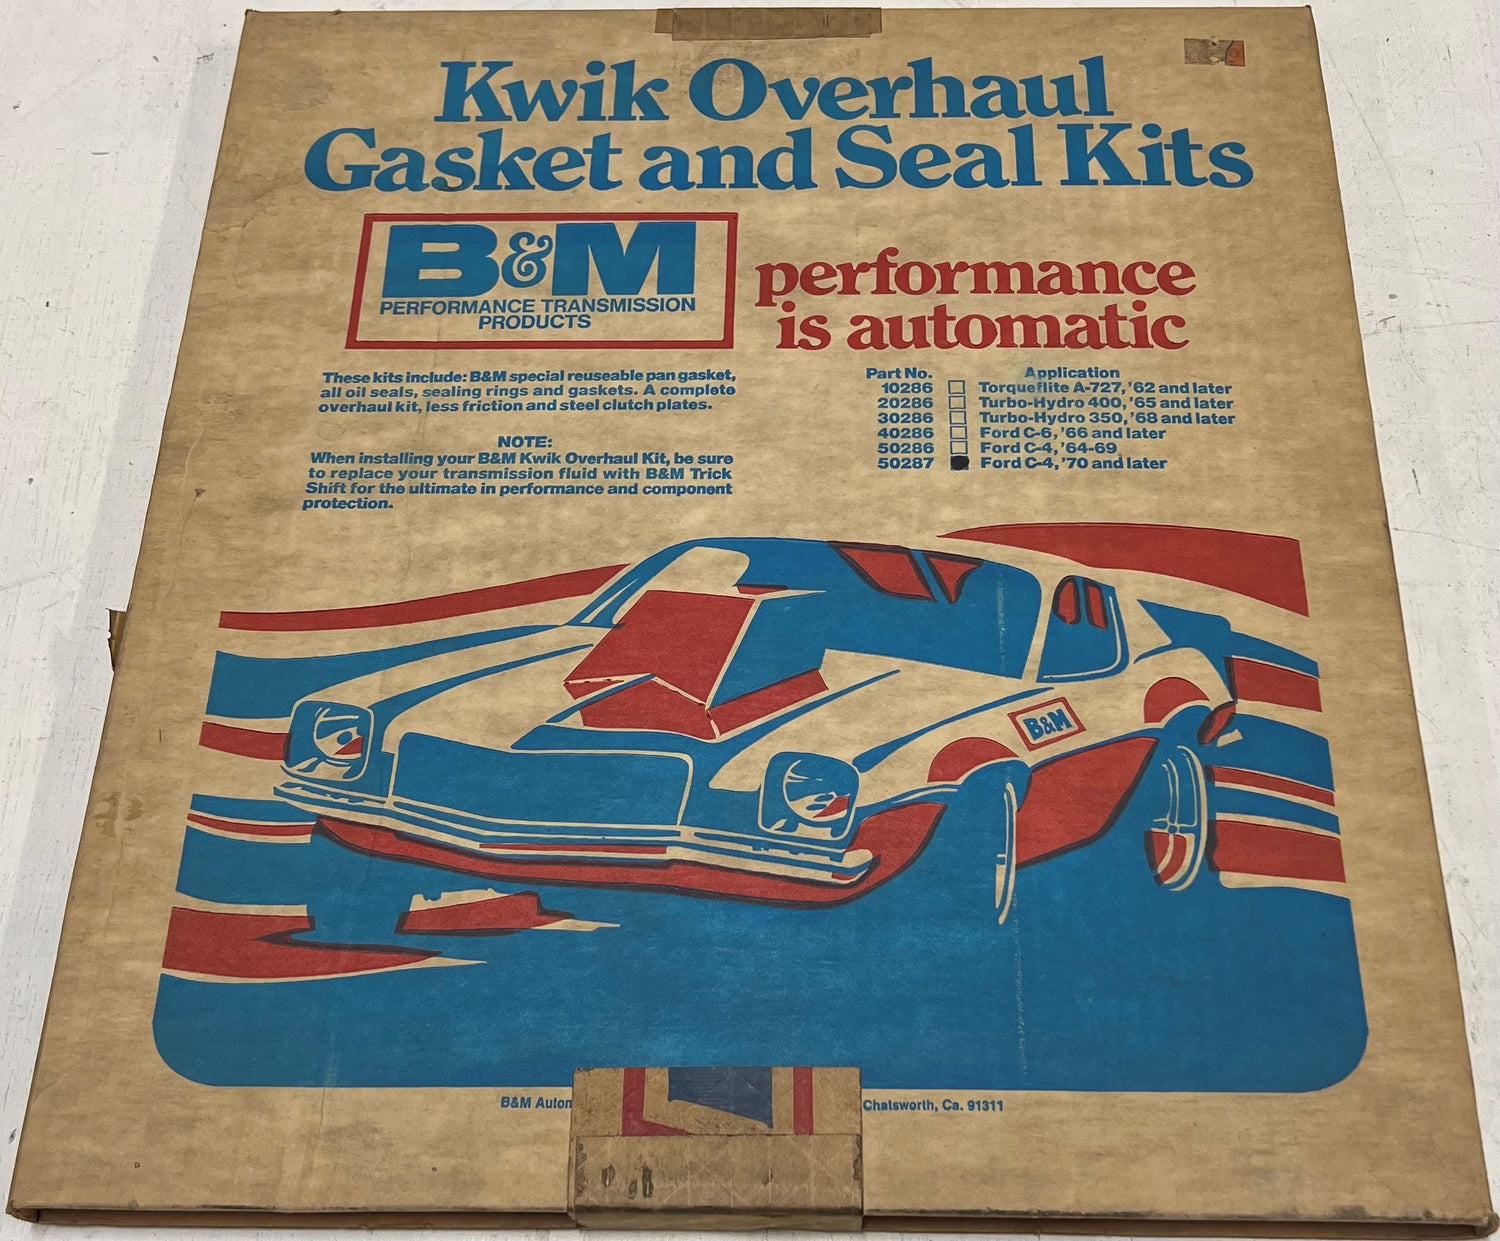 Kwik Overhaul
Gasket and Seal Kits
B&M
PERFORMANCE TRANSMISSION
PRODUCTS
performance
is automatic
These kits include: B&M special reuseable pan gasket,
all oil seals, sealing rings and gaskets. A complete
overhaul kit, less friction and steel clutch plates.
NOTE:
When installing your B&M Kwik Overhaul Kit, be sure
to replace your transmission fluid with B&M Trick
Shift for the ultimate in performance and component
protection.
Part No. Application
10286 Torqueflite A-727, '62 and later
20286 Turbo-Hydro 400, '65 and later
30286 Turbo-Hydro 350, '68 and later
40286 Ford C-6, '66 and later
50286 Ford C-4, '64-69
50287 Ford C-4, '70 and later
B&M
B&M Chatsworth, Ca. 91311